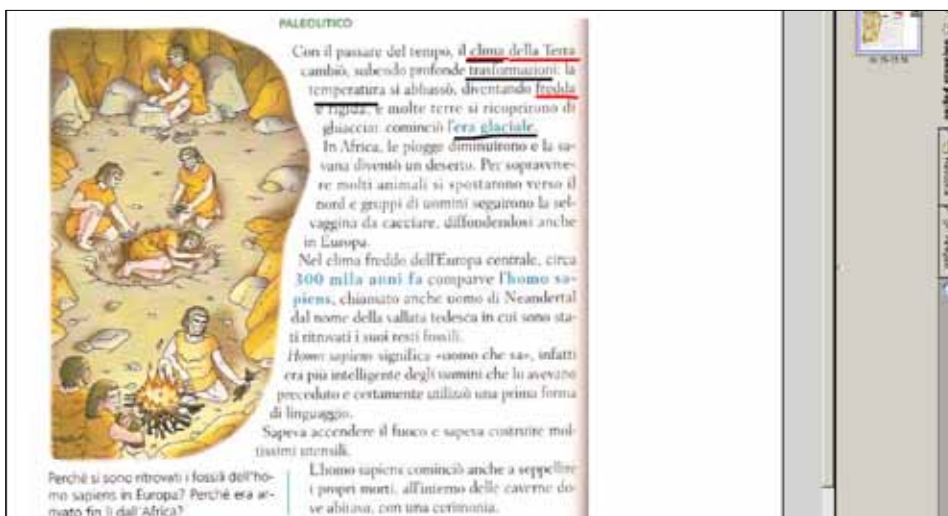 PALEOLITICO
Con il passare del tempo, il clima della Terra
cambiò, subendo profonde trasformazioni: la
temperatura si abbassò, diventando fredda
e rigida, e molte terre si ricoprirono di
ghiacciai: cominciò l'era glaciale.
In Africa, le piogge diminuirono e la sa-
vana diventò un deserto. Per sopravvive-
re molti animali si spostarono verso il
nord e gruppi di uomini seguirono la sel-
vaggina da cacciare, diffondendosi anche
in Europa.
Nel clima freddo dell'Europa centrale, circa
300 mila anni fa comparve l'homo sa-
piens, chiamato anche uomo di Neandertal
dal nome della vallata tedesca in cui sono sta-
ti ritrovati i suoi resti fossili.
Homo sapiens significa «uomo che sa», infatti
era più intelligente degli uomini che lo avevano
preceduto e certamente utilizzò una prima forma
di linguaggio.
Sapeva accendere il fuoco e sapeva costruire mol-
tissimi utensili.
L'homo sapiens cominciò anche a seppellire
i propri morti, all'interno delle caverne do-
ve abitava, con una cerimonia.
Perché si sono ritrovati i fossili dell'ho-
mo sapiens in Europa? Perché era ar-
rivato fin lì dall'Africa?